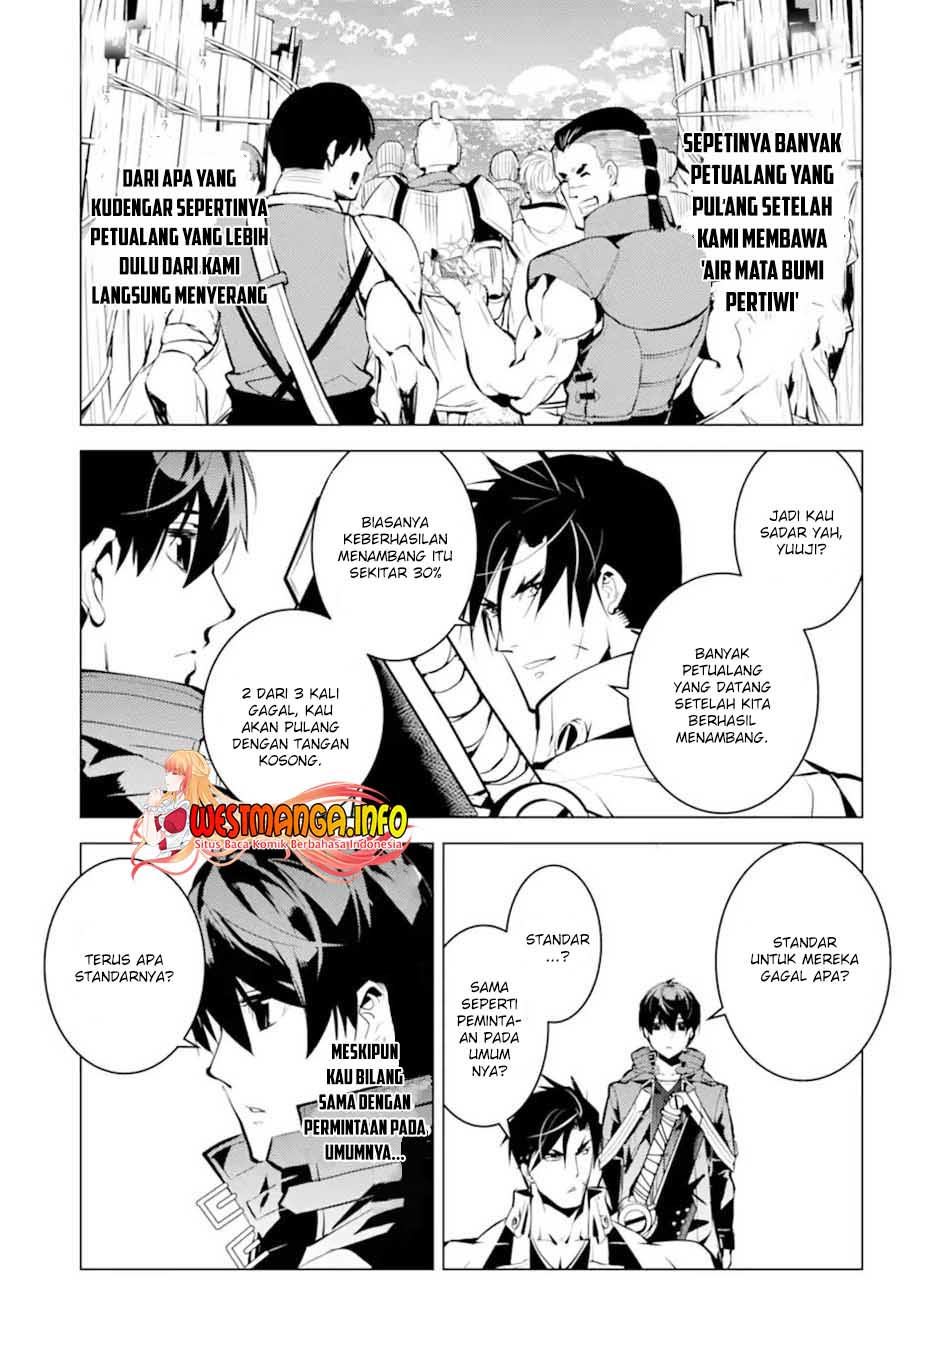 SEPETINYA BANYAK
PETUALANG YANG
PULANG SETELAH
KAMI MEMBAWA
'AIR MATA BUMI
PERTIWI'
DARI APA YANG
KUDENGAR SEPERTINYA
PETUALANG YANG LEBIH
DULU DARI KAMI
LANGSUNG MENYERANG
JADI KAU
SADAR YAH,
YUUJI?
BANYAK
PETUALANG
YANG DATANG
SETELAH KITA
BERHASIL
MENAMBANG.
BIASANYA
KEBERHASILAN
MENAMBANG ITU
SEKITAR 30%
2 DARI 3 KALI
GAGAL, KAU
AKAN PULANG
DENGAN TANGAN
KOSONG.
WESTMANGA.INFO
Situs Baca Komik Berbahasa Indonesia
STANDAR
UNTUK MEREKA
GAGAL APA?
STANDAR
...?
SAMA
SEPERTI
PEMINTA-
AN PADA
UMUM
NYA?
MESKIPUN
KAU BILANG
SAMA DENGAN
PERMINTAAN PADA
UMUMNYA...
TERUS APA
STANDARNYA?